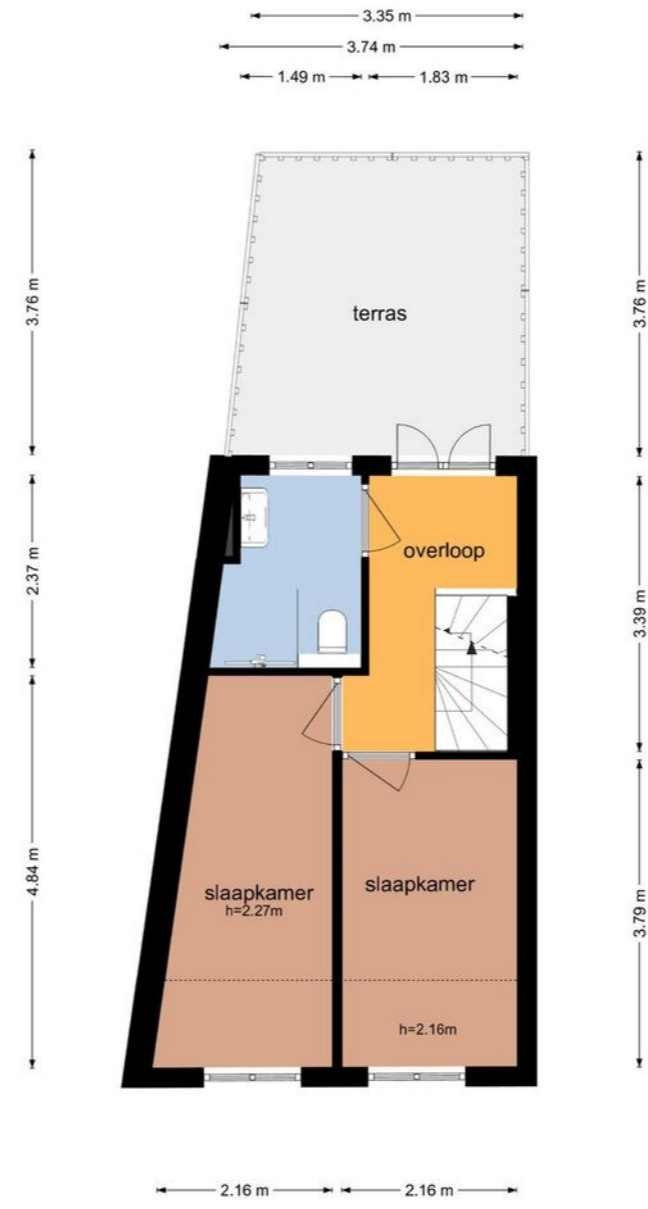 3.35 m
3.74 m
1.49 m
1.83 m
3.76 m
3.76 m
terras
2.37 m
overloop
3.39 m
4.84 m
slaapkamer
h=2.27m
slaapkamer
3.79 m
h=2.16m
2.16 m
2.16 m